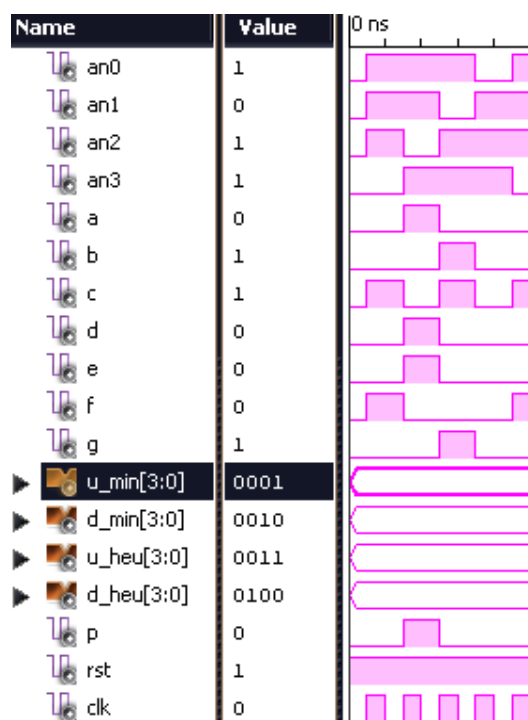 Name Value 0 ns
an0 1
an1 0
an2 1
an3 1
a 0
b 1
c 1
d 0
e 0
f 0
g 1
u_min[3:0] 0001
d_min[3:0] 0010
u_heu[3:0] 0011
d_heu[3:0] 0100
p 0
rst 1
clk 0